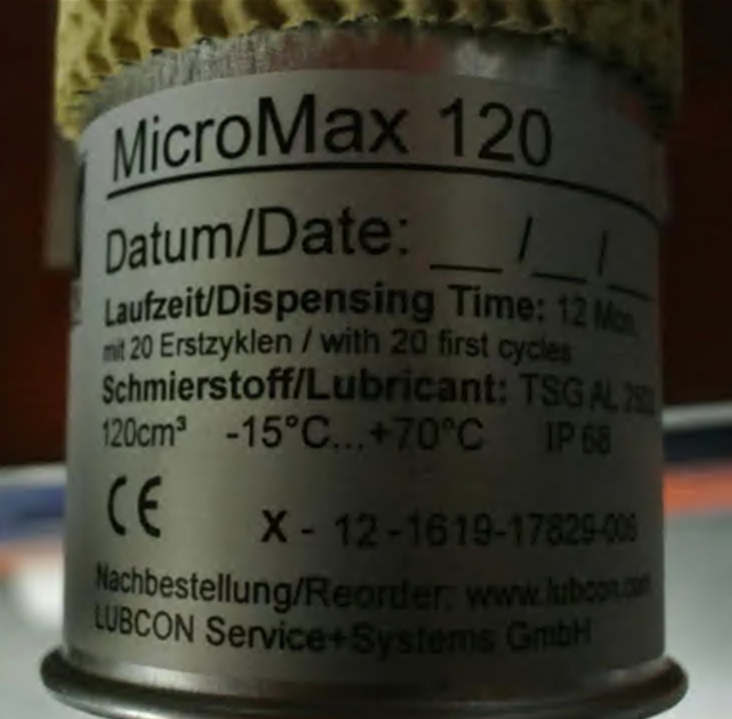 MicroMax 120
Datum/Date: __/__/__
Laufzeit/Dispensing Time: 12 Mon.
mit 20 Erstzyklen / with 20 first cycles
Schmierstoff/Lubricant: TSG AL
120cm³ -15°C...+70°C IP 68
CE X - 12 -1619-17829-006
Nachbestellung/Reorder: www.lubcon.com
LUBCON Service+Systems GmbH